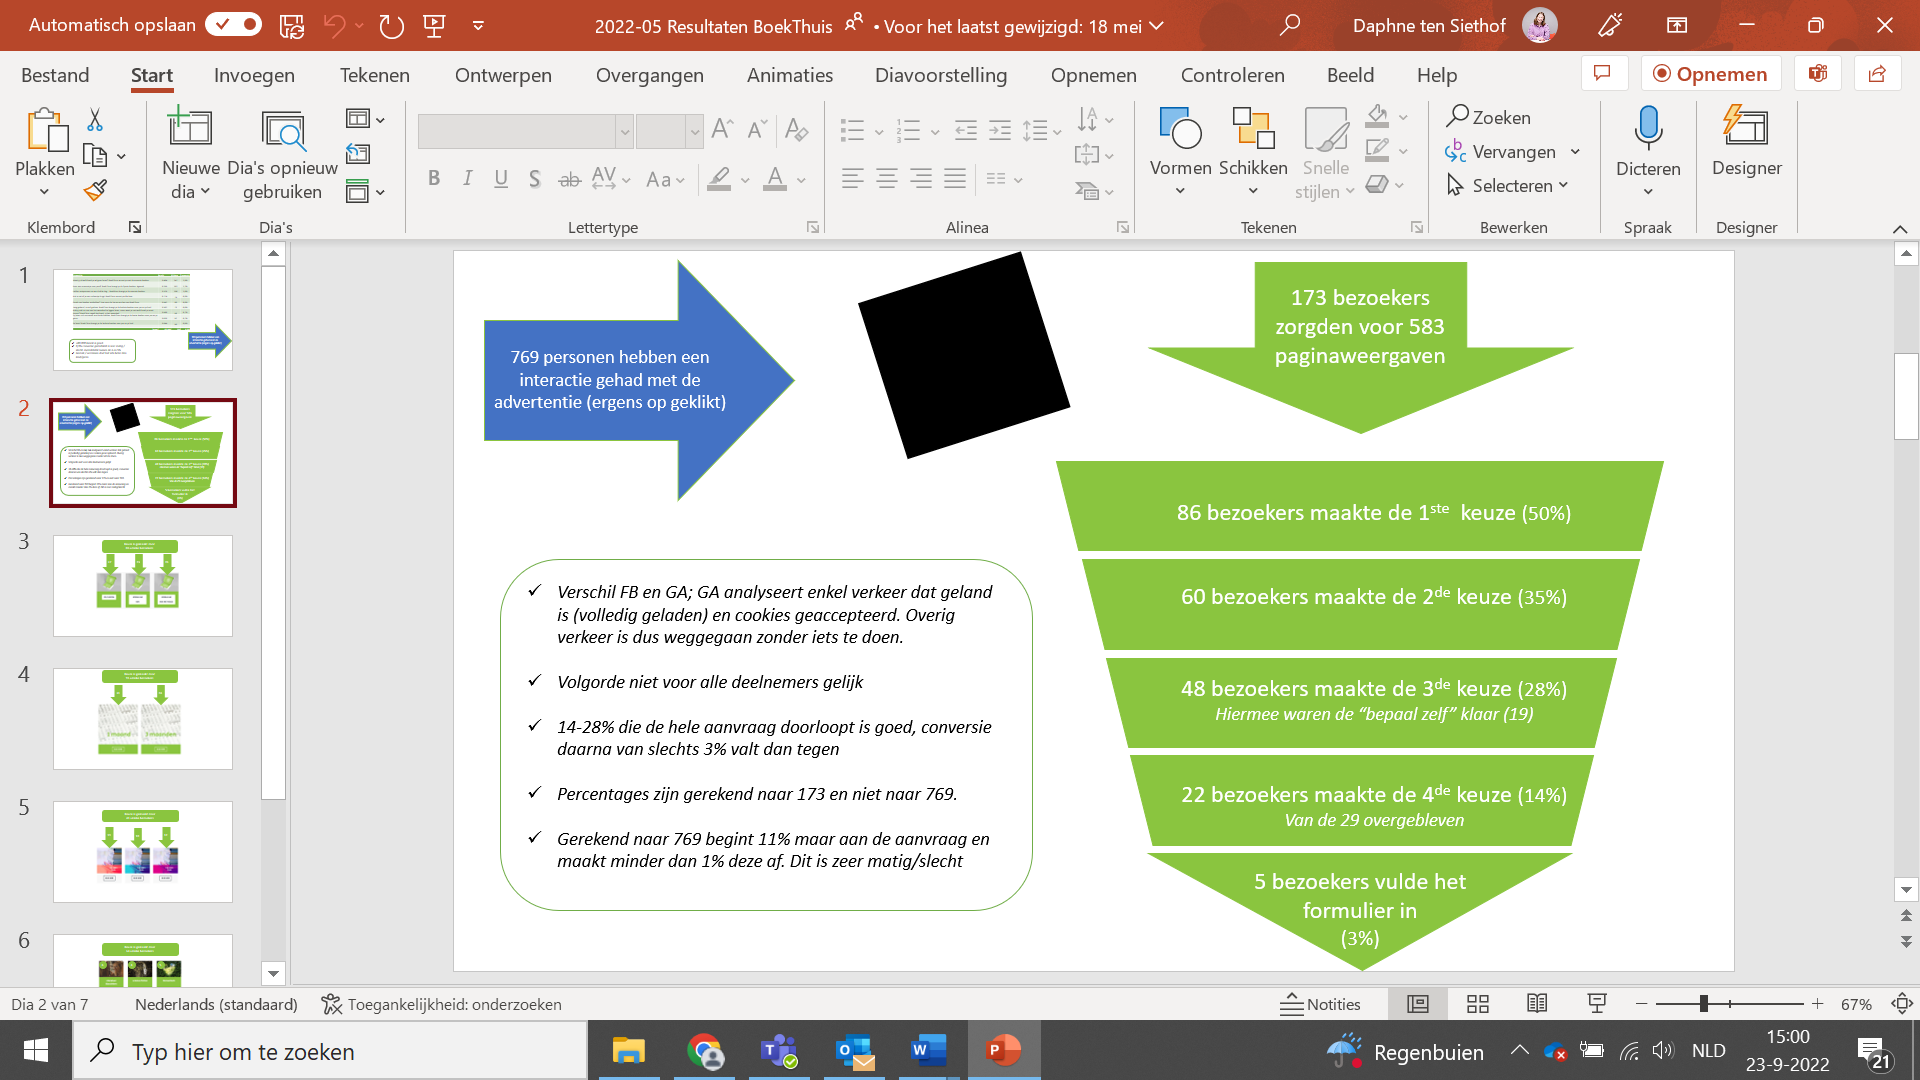 Automatisch opslaan
2022-05 Resultaten BoekThuis • Voor het laatst gewijzigd: 18 mei
Daphne ten Siethof
Bestand Start Invoegen Tekenen Ontwerpen Overgangen Animaties Diavoorstelling Opnemen Controleren Beeld Help Opnemen
Plakken
Klembord
Nieuwe dia
Dia's opnieuw gebruiken
Dia's
Lettertype
Alinea
Vormen
Schikken
Snelle stijlen
Tekenen
Zoeken
Vervangen
Selecteren
Bewerken
Dicteren
Spraak
Designer
Designer
1
2
3
4
5
6
769 personen hebben een
interactie gehad met de
advertentie (ergens op geklikt)
173 bezoekers
zorgden voor 583
paginaweergaven
86 bezoekers maakte de 1ste keuze (50%)
60 bezoekers maakte de 2de keuze (35%)
48 bezoekers maakte de 3de keuze (28%)
Hiermee waren de “bepaal zelf” klaar (19)
22 bezoekers maakte de 4de keuze (14%)
Van de 29 overgebleven
5 bezoekers vulde het
formulier in
(3%)
✓ Verschil FB en GA; GA analyseert enkel verkeer dat geland
is (volledig geladen) en cookies geaccepteerd. Overig
verkeer is dus weggegaan zonder iets te doen.
✓ Volgorde niet voor alle deelnemers gelijk
✓ 14-28% die de hele aanvraag doorloopt is goed, conversie
daarna van slechts 3% valt dan tegen
✓ Percentages zijn gerekend naar 173 en niet naar 769.
✓ Gerekend naar 769 begint 11% maar aan de aanvraag en
maakt minder dan 1% deze af. Dit is zeer matig/slecht
Dia 2 van 7 Nederlands (standaard) Toegankelijkheid: onderzoeken
Notities
67%
Typ hier om te zoeken
Regenbuien
NLD
15:00
23-9-2022
21